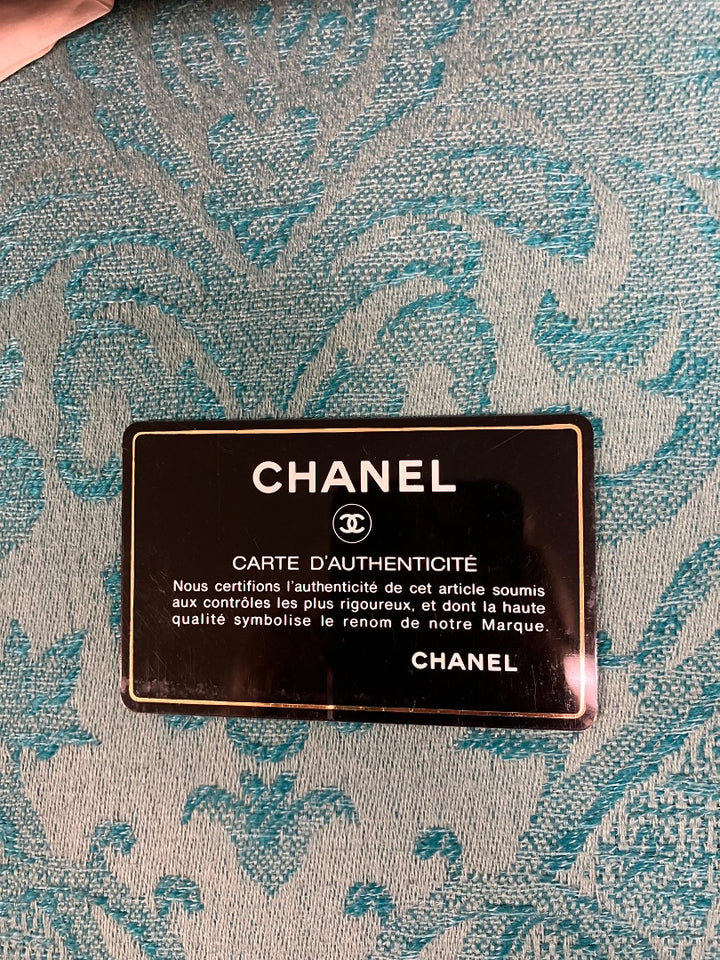 CHANEL
CARTE D'AUTHENTICITÉ
Nous certifions l'authenticité de cet article soumis
aux contrôles les plus rigoureux, et dont la haute
qualité symbolise le renom de notre Marque.
CHANEL